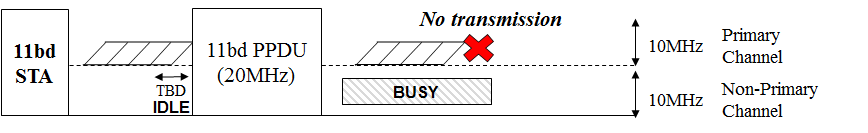 No transmission
11bd
STA
11bd PPDU
(20MHz)
TBD
IDLE
BUSY
10MHz
Primary
Channel
10MHz
Non-Primary
Channel